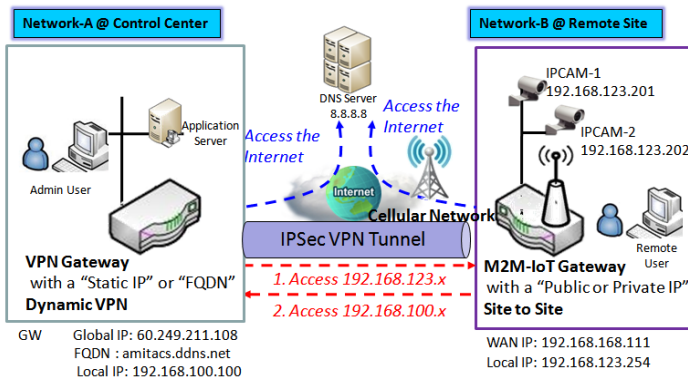 Network-A @ Control Center
Network-B @ Remote Site
DNS Server
8.8.8.8
Access the
Internet
Access the
Internet
IPCAM-1
192.168.123.201
IPCAM-2
192.168.123.202
Application
Server
Admin User
Internet
Cellular Network
IPSec VPN Tunnel
Remote
User
VPN Gateway
with a “Static IP” or “FQDN”
Dynamic VPN
1. Access 192.168.123.x
2. Access 192.168.100.x
M2M-IoT Gateway
with a “Public or Private IP”
Site to Site
GW Global IP: 60.249.211.108
FQDN : amitacs.ddns.net
Local IP: 192.168.100.100
WAN IP: 192.168.168.111
Local IP: 192.168.123.254